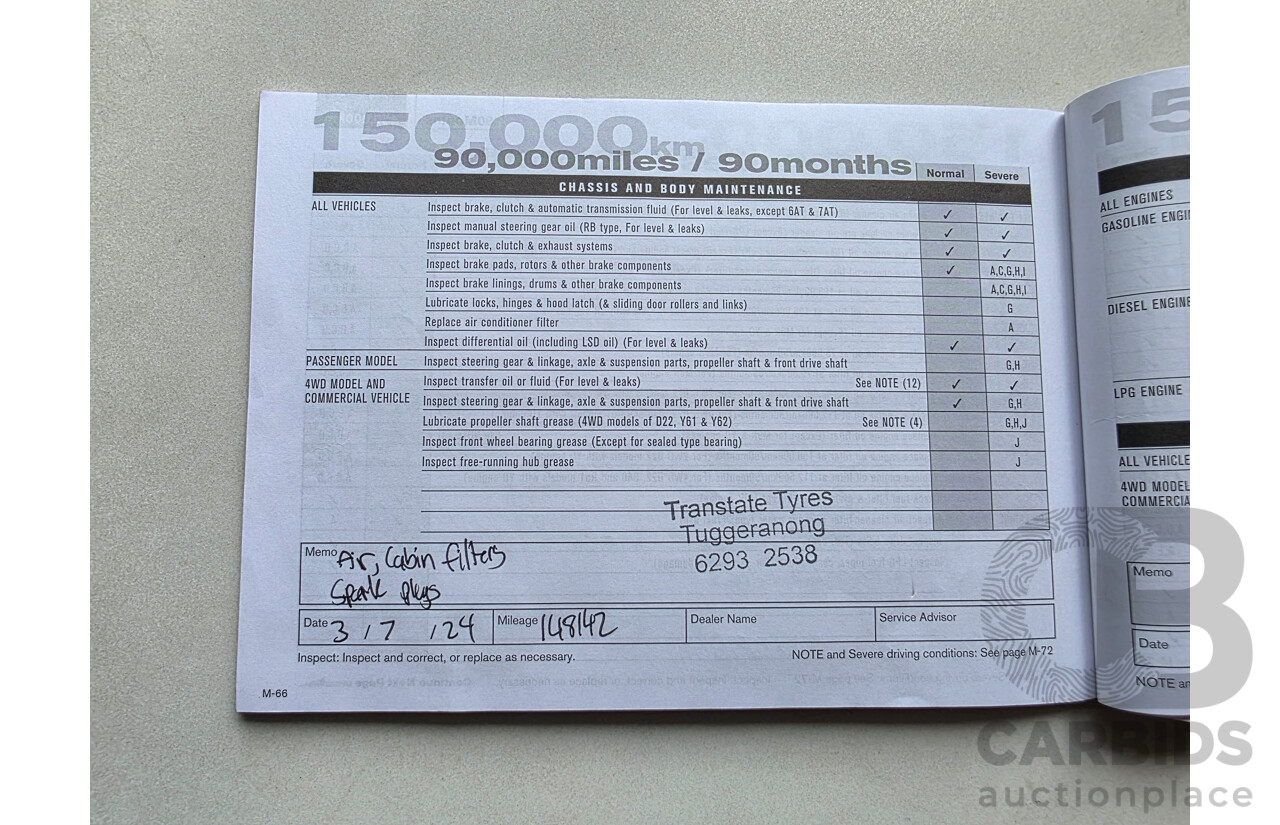 150,000km
90,000miles / 90months
Normal Severe
CHASSIS AND BODY MAINTENANCE
ALL VEHICLES Inspect brake, clutch & automatic transmission fluid (For level & leaks, except 6AT & 7AT) ✓ ✓
Inspect manual steering gear oil (RB type, For level & leaks) ✓ ✓
Inspect brake, clutch & exhaust systems ✓ ✓
Inspect brake pads, rotors & other brake components ✓ A,C,G,H,I
Inspect brake linings, drums & other brake components A,C,G,H,I
Lubricate locks, hinges & hood latch (& sliding door rollers and links) G
Replace air conditioner filter A
Inspect differential oil (including LSD oil) (For level & leaks) ✓ ✓
PASSENGER MODEL Inspect steering gear & linkage, axle & suspension parts, propeller shaft & front drive shaft G,H
4WD MODEL AND Inspect transfer oil or fluid (For level & leaks) See NOTE (12) ✓ ✓
COMMERCIAL VEHICLE Inspect steering gear & linkage, axle & suspension parts, propeller shaft & front drive shaft ✓ G,H
Lubricate propeller shaft grease (4WD models of D22, Y61 & Y62) See NOTE (4) G,H,J
Inspect front wheel bearing grease (Except for sealed type bearing) J
Inspect free-running hub grease J
Transtate Tyres
Tuggeranong
6293 2538
Memo Air, Cabin filters
Spark plugs
Date 3 / 7 / 24 Mileage 148142 Dealer Name Service Advisor
Inspect: Inspect and correct, or replace as necessary. NOTE and Severe driving conditions: See page M-72
M-66
15
ALL ENGINES
GASOLINE ENGI
DIESEL ENGINE
LPG ENGINE
ALL VEHICLE
4WD MODEL
COMMERCIA
Memo
Date
NOTE an
CB
CARBIDS
auctionplace